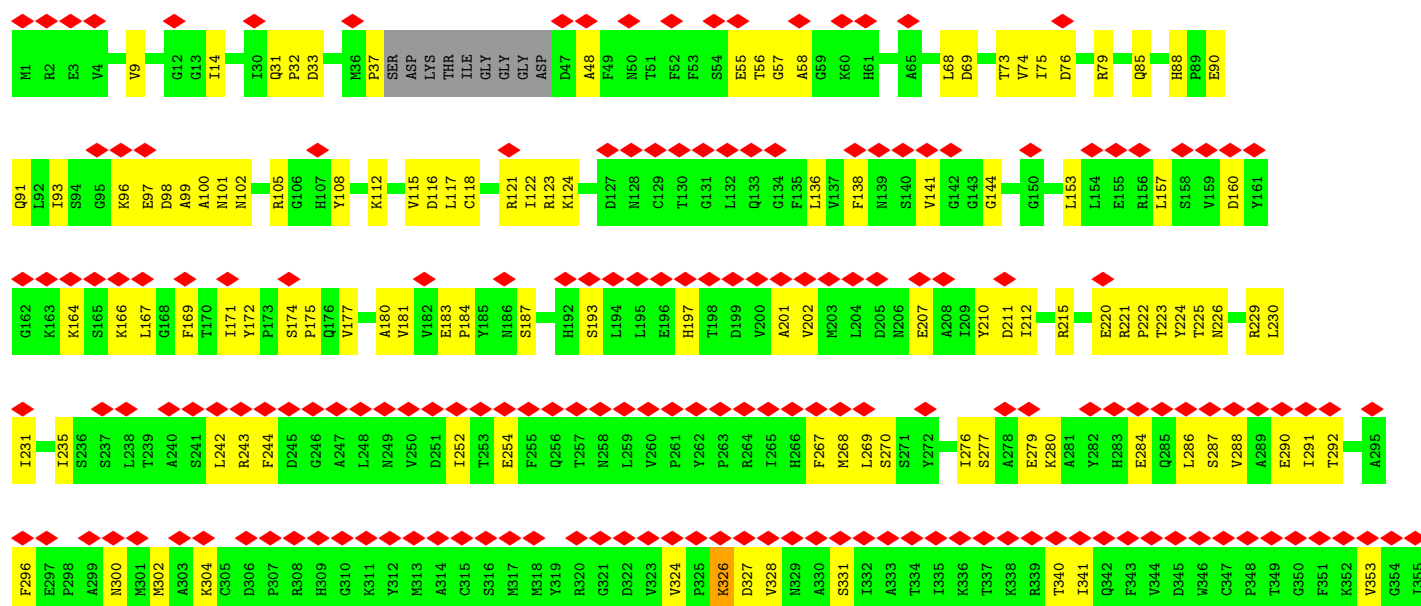 M1 R2 E3 V4 V9 G12 G13 I14 I30 Q31 P32 D33 M36 P37 SER ASP LYS THR ILE GLY GLY GLY ASP D47 A48 F49 N50 T51 F52 F53 S54 E55 T56 G57 A58 G59 K60 H61 A65 L68 D69 T73 V74 I75 D76 R79 Q85 H88 P89 E90
Q91 L92 I93 S94 G95 K96 E97 D98 A99 A100 N101 N102 R105 G106 H107 Y108 K112 V115 D116 L117 C118 R121 I122 R123 K124 D127 N128 C129 T130 G131 L132 Q133 G134 F135 L136 V137 F138 N139 S140 V141 G142 G143 G144 G150 L153 L154 E155 R156 L157 S158 V159 D160 Y161
G162 K163 K164 S165 K166 L167 G168 F169 T170 I171 Y172 P173 S174 P175 Q176 V177 A180 V181 V182 E183 P184 Y185 N186 S187 H192 S193 L194 L195 E196 H197 T198 D199 V200 A201 V202 M203 L204 D205 N206 E207 A208 I209 Y210 D211 I212 R215 E220 R221 P222 T223 Y224 T225 N226 R229 L230
I231 I235 S236 S237 L238 T239 A240 S241 L242 R243 F244 D245 G246 A247 L248 N249 V250 D251 I252 T253 E254 F255 Q256 T257 N258 L259 V260 P261 Y262 P263 R264 I265 H266 F267 M268 L269 S270 S271 Y272 I276 S277 A278 E279 K280 A281 Y282 H283 E284 Q285 L286 S287 V288 A289 E290 I291 T292 A295
F296 E297 P298 A299 N300 M301 M302 A303 K304 C305 D306 P307 R308 H309 G310 K311 Y312 M313 A314 C315 S316 M317 M318 Y319 R320 G321 D322 V323 V324 P325 K326 D327 V328 N329 A330 S331 I332 A333 T334 I335 K336 T337 K338 R339 T340 I341 Q342 F343 V344 D345 W346 C347 P348 T349 G350 F351 K352 V353 G354 I355